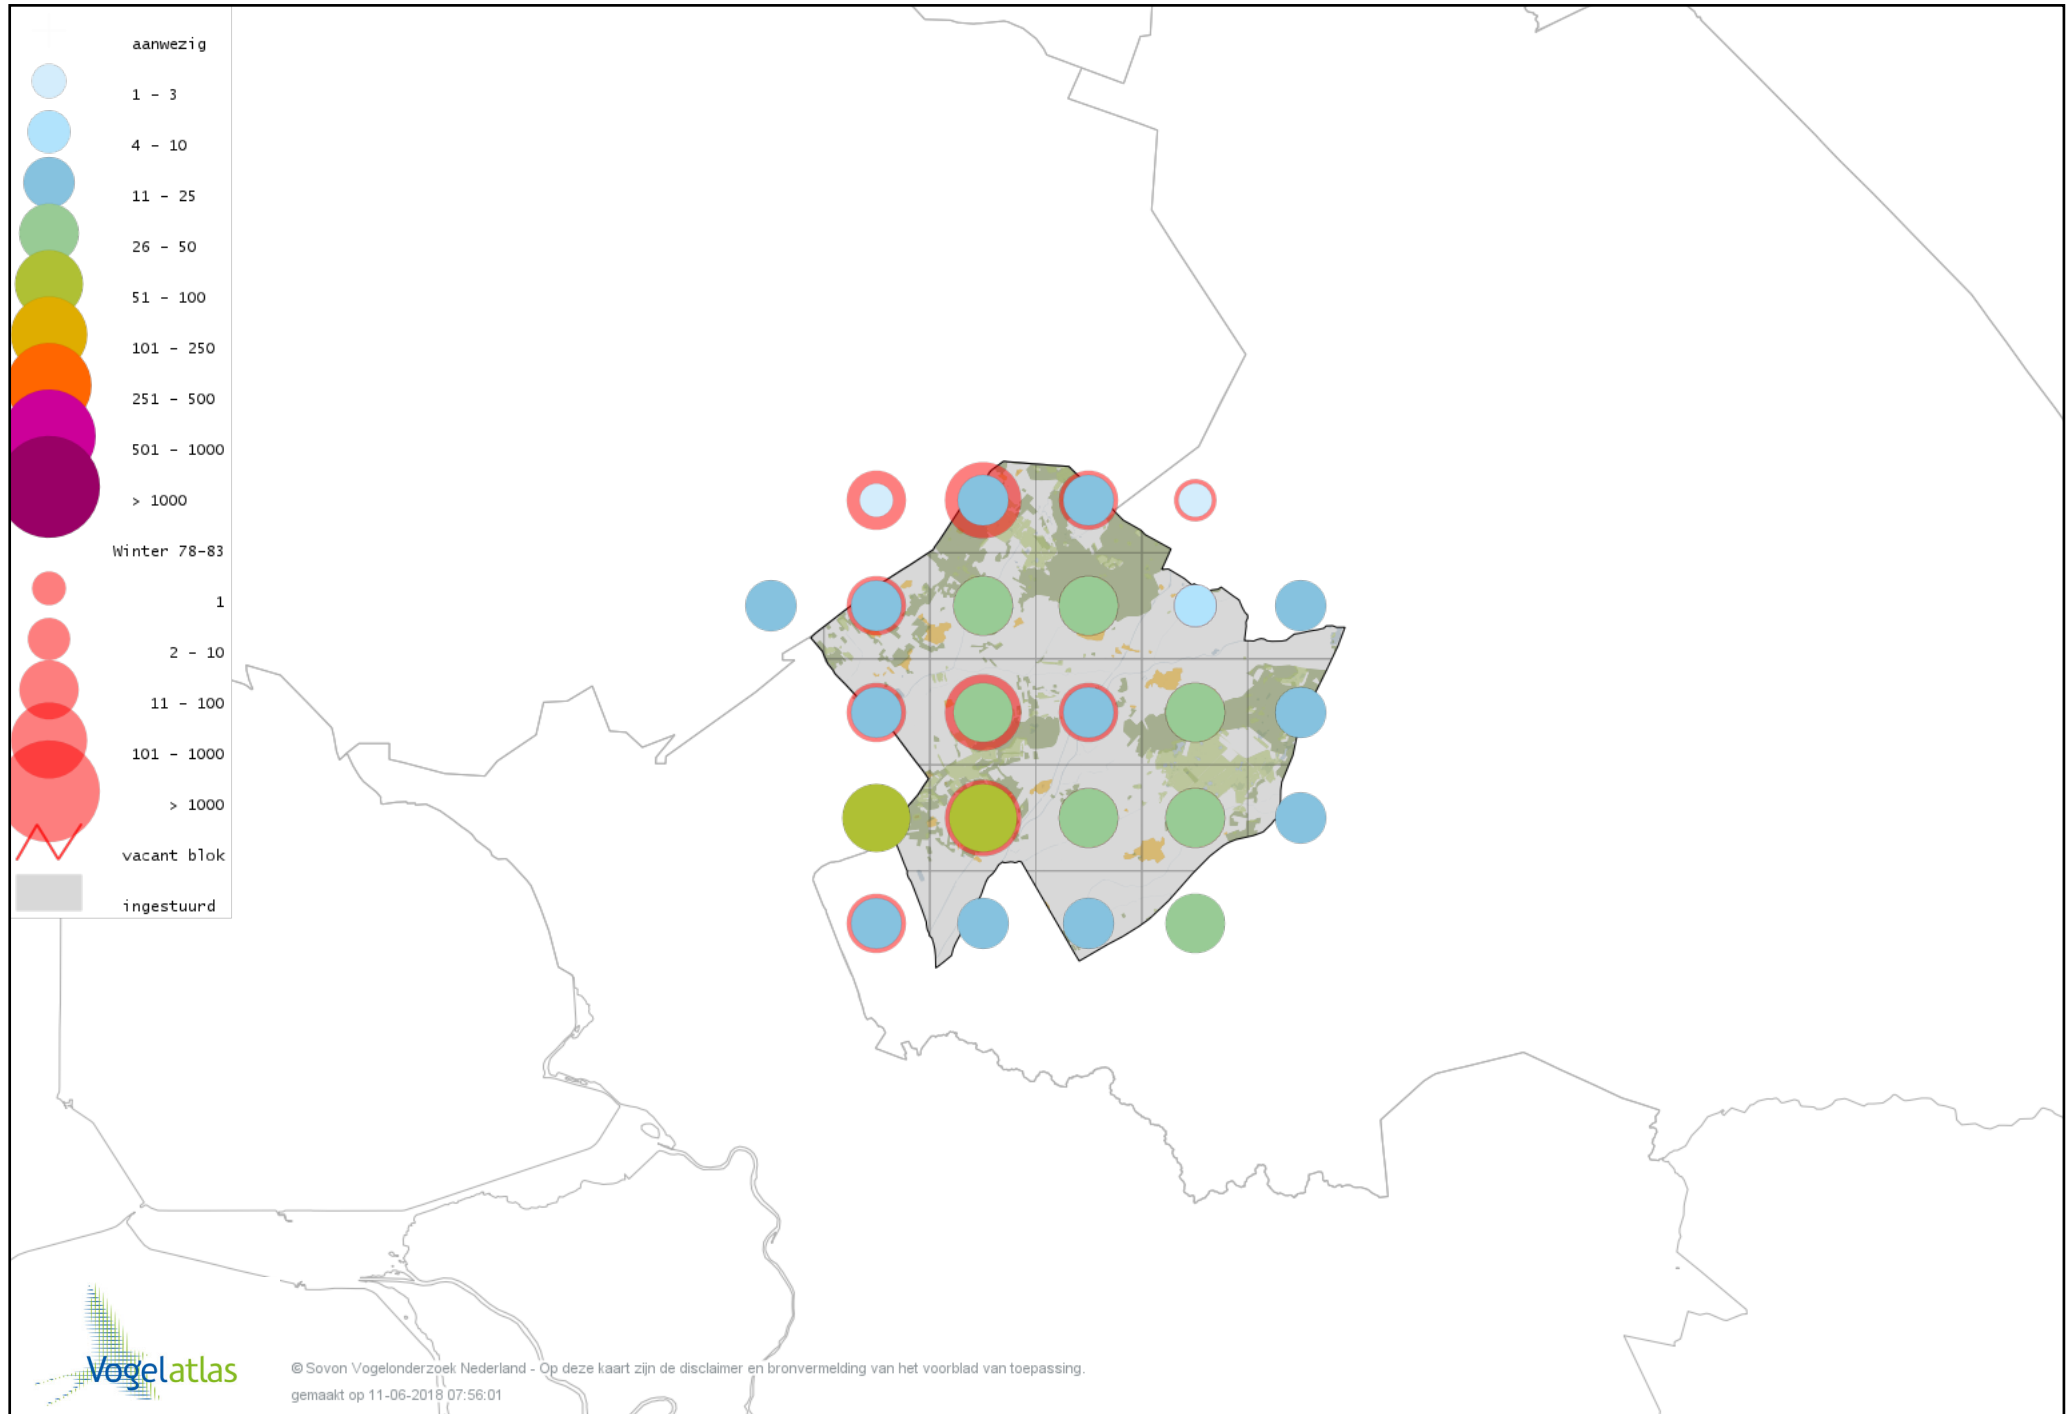 aanwezig
1 - 3
4 - 10
11 - 25
26 - 50
51 - 100
101 - 250
251 - 500
501 - 1000
> 1000
Winter 78-83
1
2 - 10
11 - 100
101 - 1000
> 1000
vacant blok
ingestuurd
Vogelatlas
© Sovon Vogelonderzoek Nederland - Op deze kaart zijn de disclaimer en bronvermelding van het voorblad van toepassing.
gemaakt op 11-06-2018 07:56:01